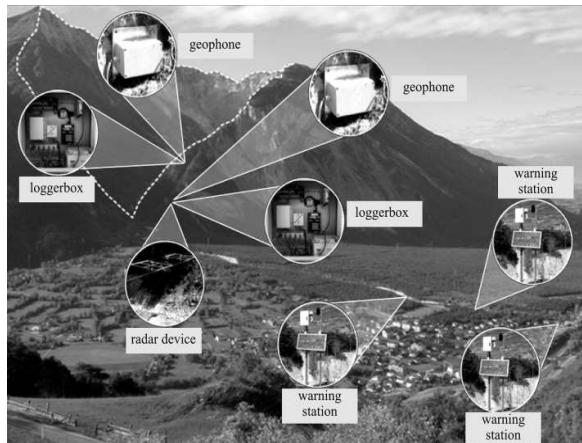 geophone
geophone
loggerbox
warning
station
loggerbox
radar device
warning
station
warning
station